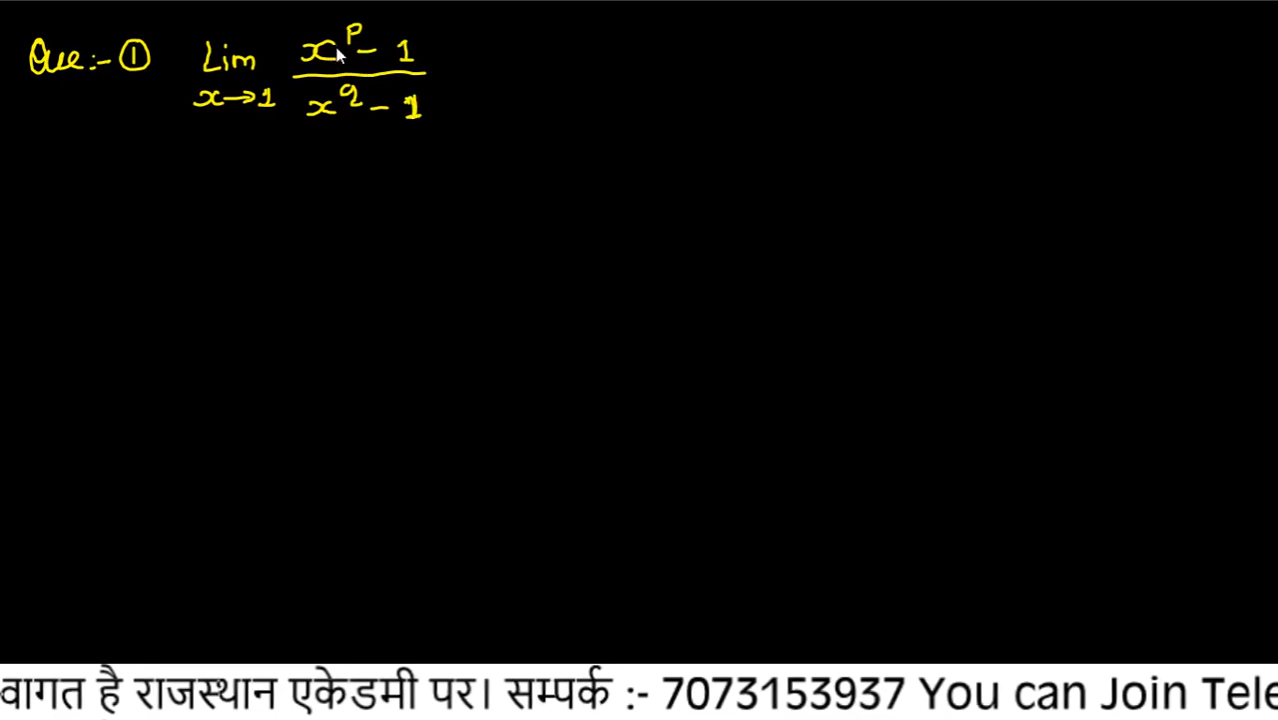 Que:- ① Lim x→1 x^p - 1 / x^q - 1
वागत है राजस्थान एकेडमी पर। सम्पर्क :- 7073153937 You can Join Tele